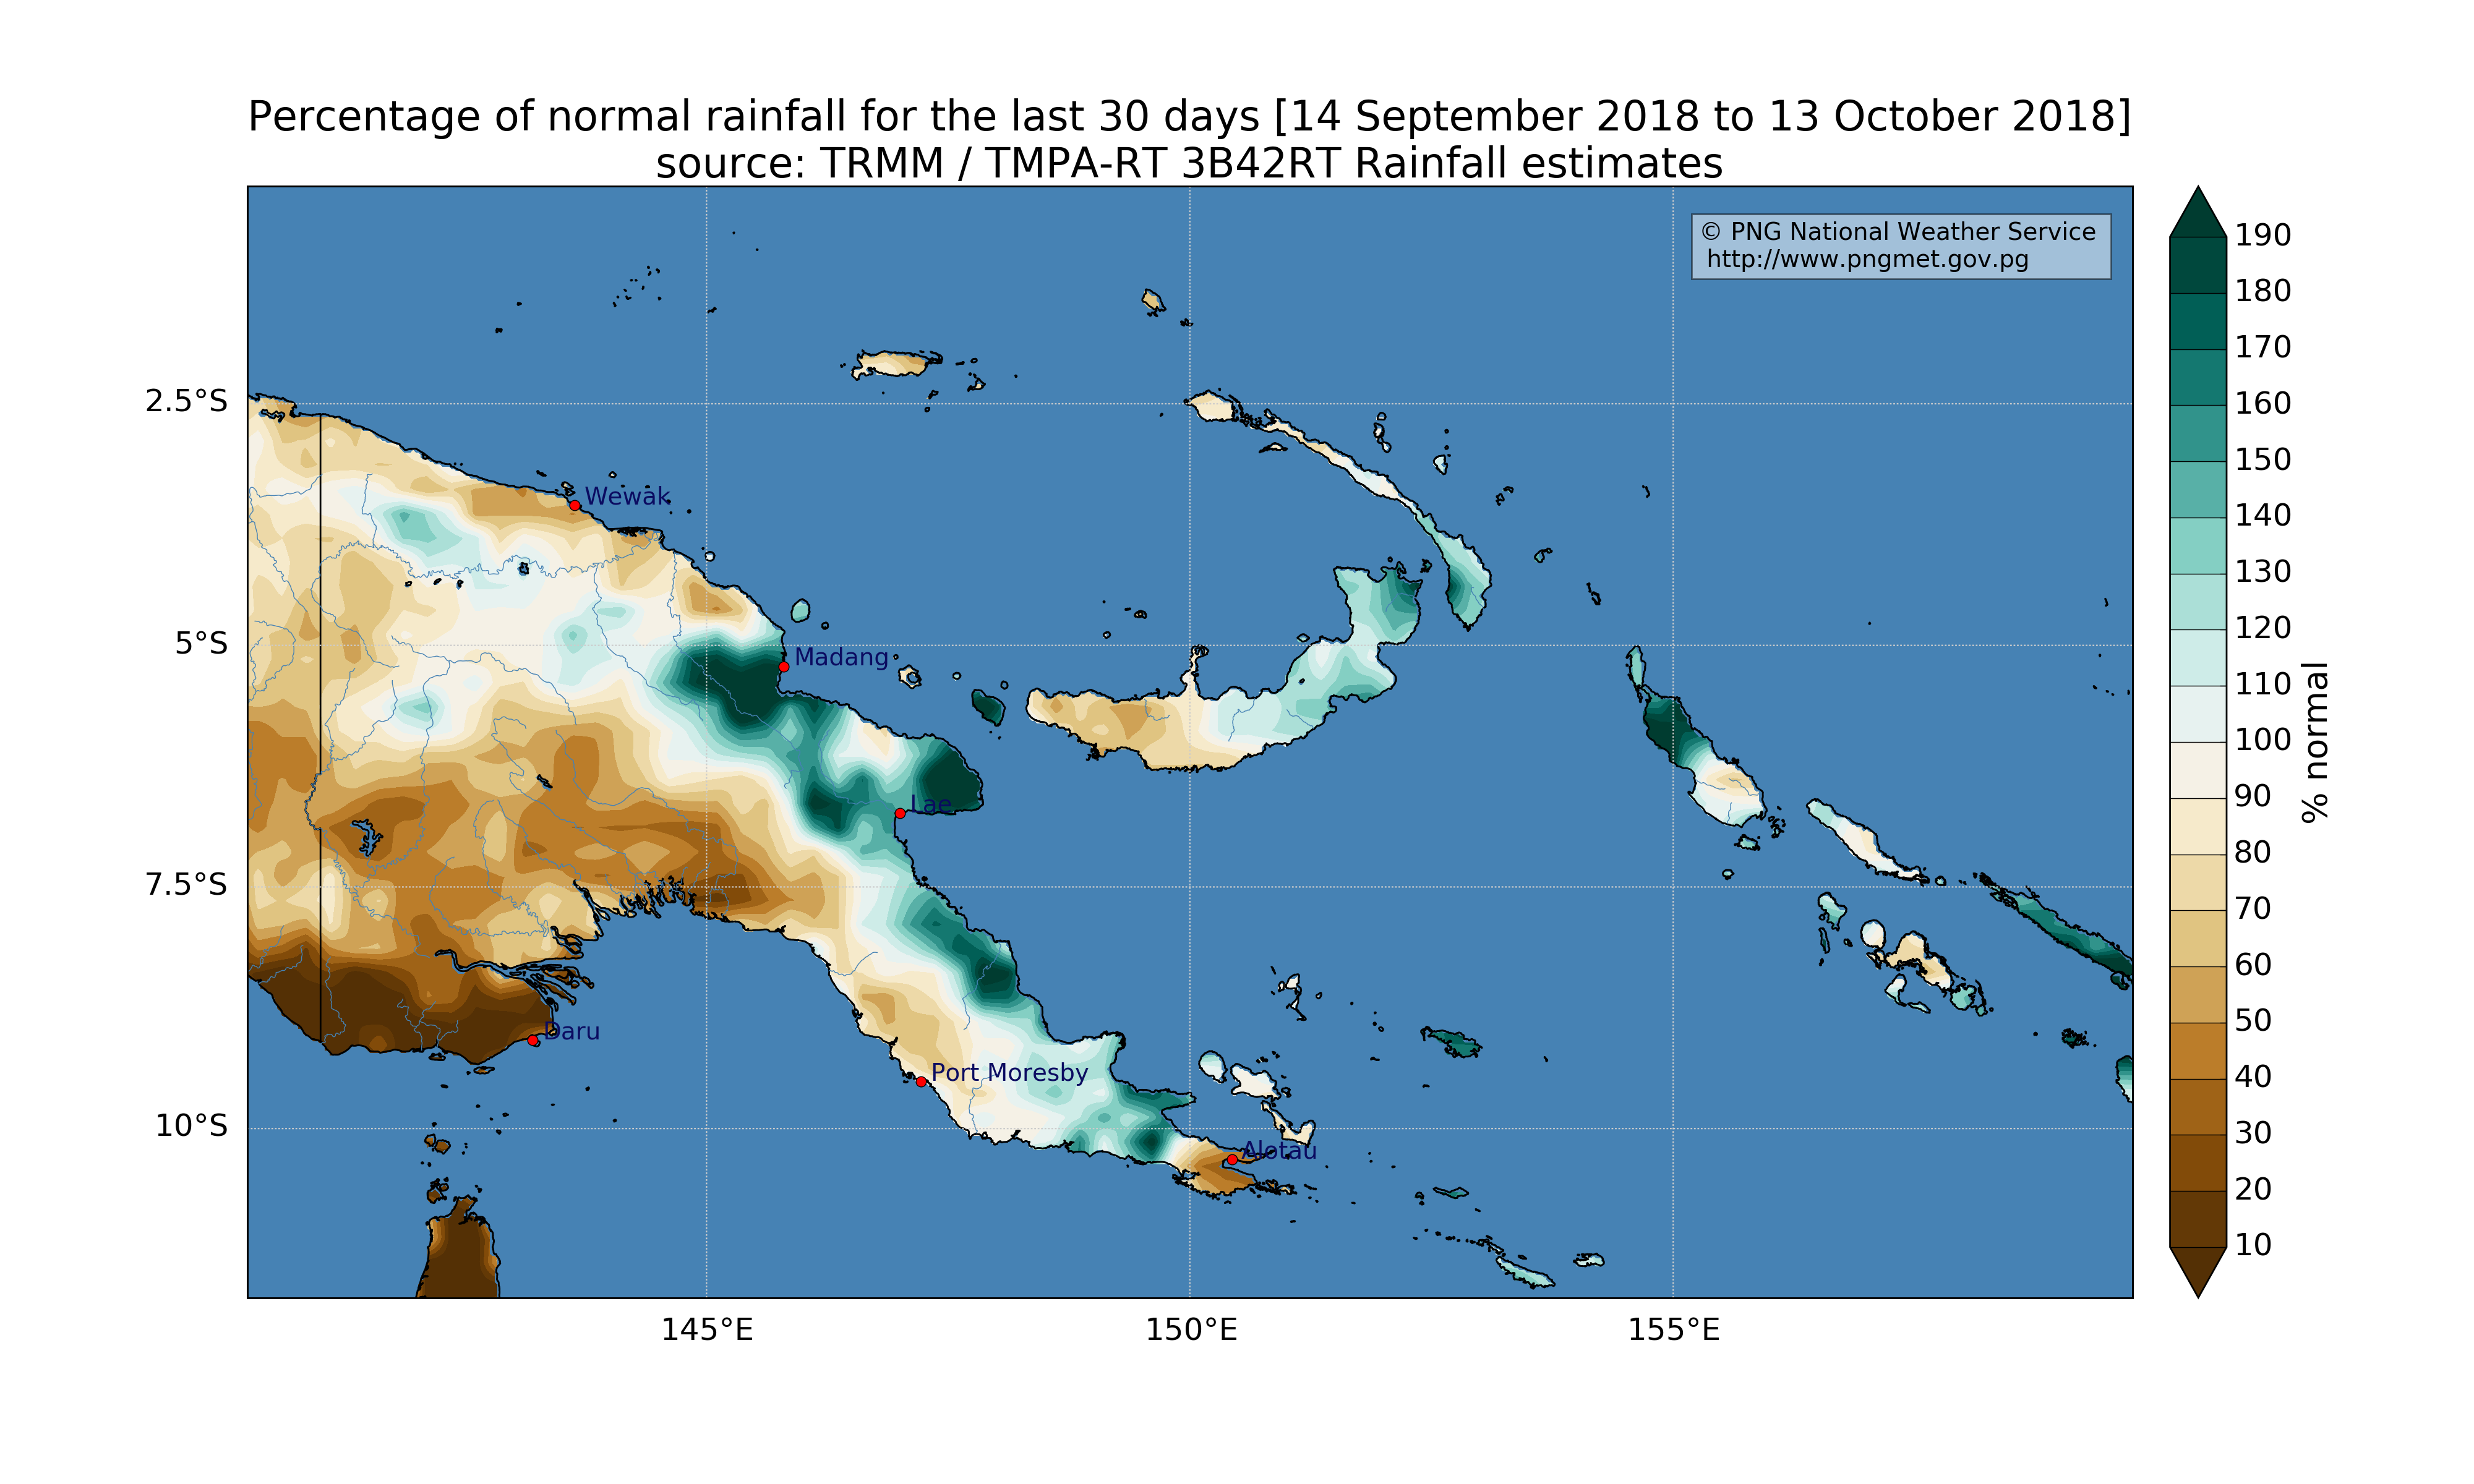 Percentage of normal rainfall for the last 30 days [14 September 2018 to 13 October 2018]
source: TRMM / TMPA-RT 3B42RT Rainfall estimates
© PNG National Weather Service
http://www.pngmet.gov.pg
190
180
170
160
150
140
130
120
110
100
90
80
70
60
50
40
30
20
10
% normal
2.5°S
5°S
7.5°S
10°S
Wewak
Madang
Lae
Daru
Port Moresby
Alotau
145°E
150°E
155°E